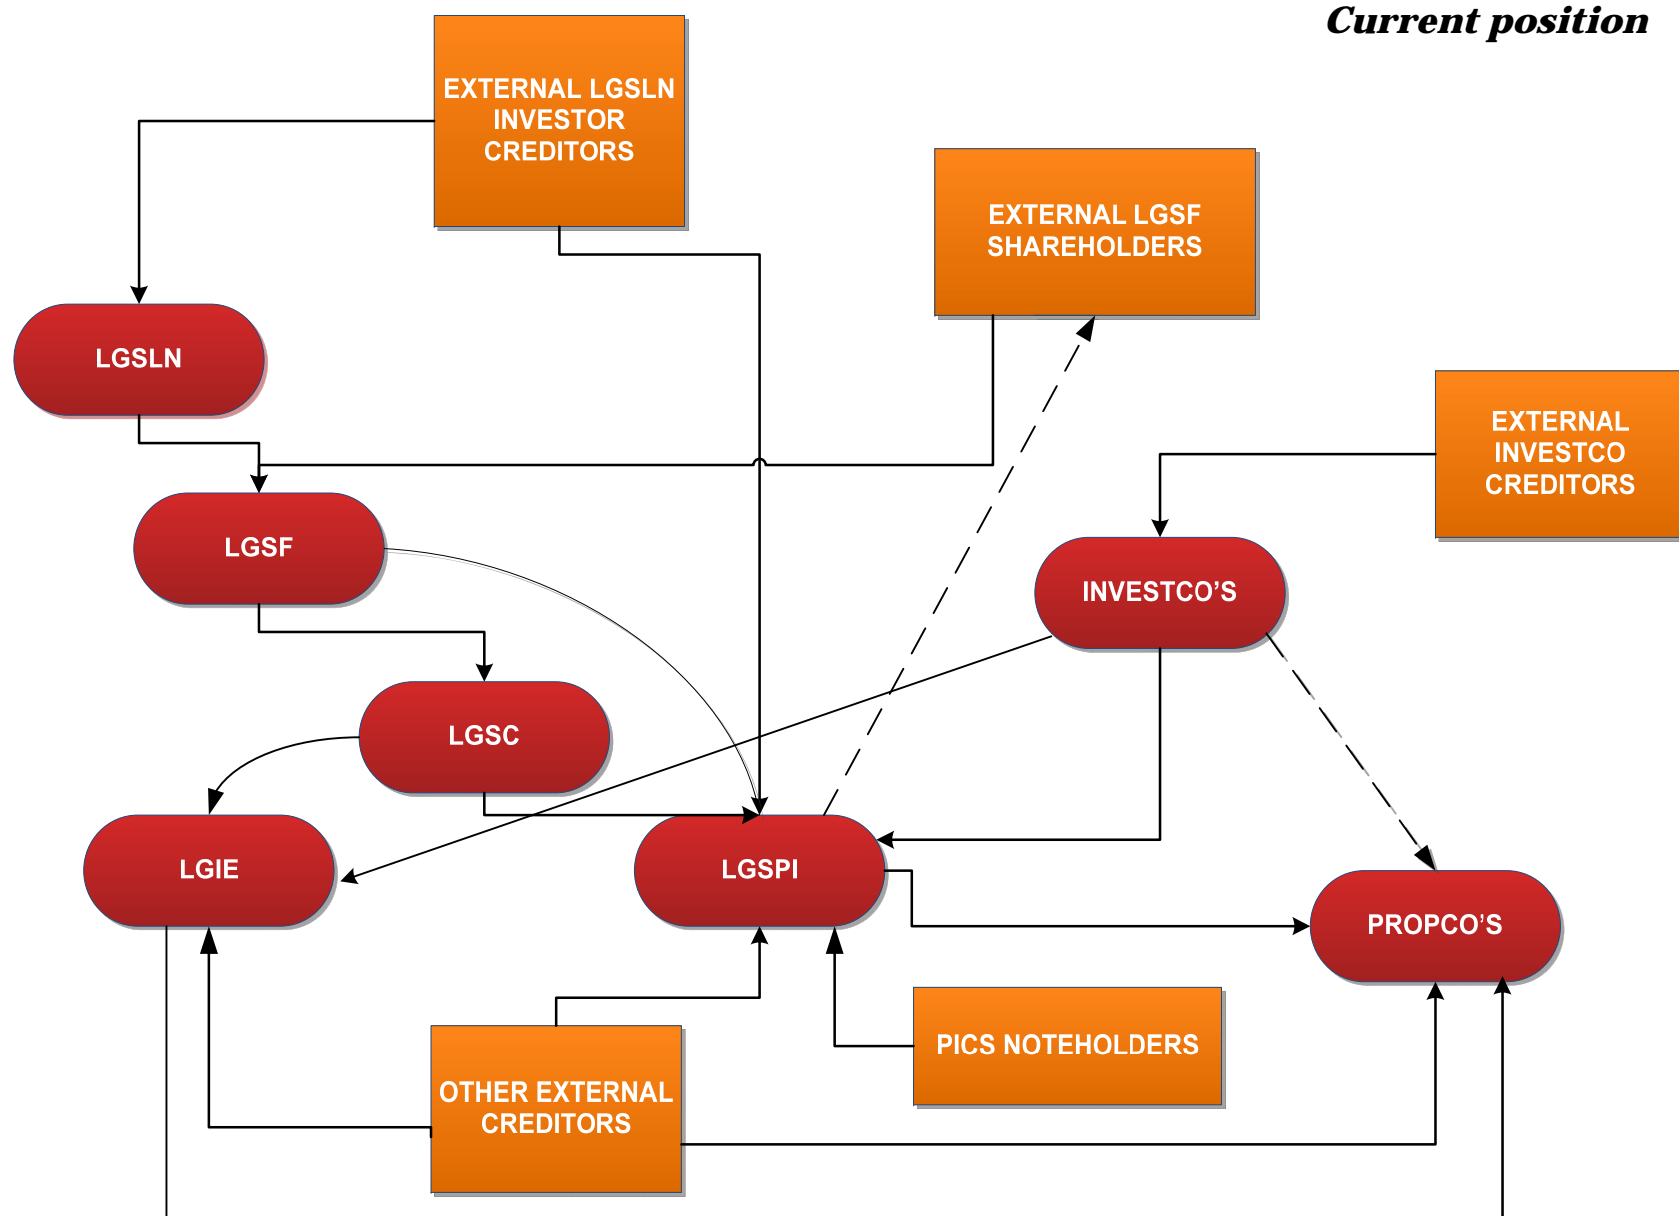 Current position
EXTERNAL LGSLN
INVESTOR
CREDITORS
EXTERNAL LGSF
SHAREHOLDERS
LGSLN
EXTERNAL
INVESTCO
CREDITORS
LGSF
INVESTCO'S
LGSC
LGIE
LGSPI
PROPCO'S
PICS NOTEHOLDERS
OTHER EXTERNAL
CREDITORS